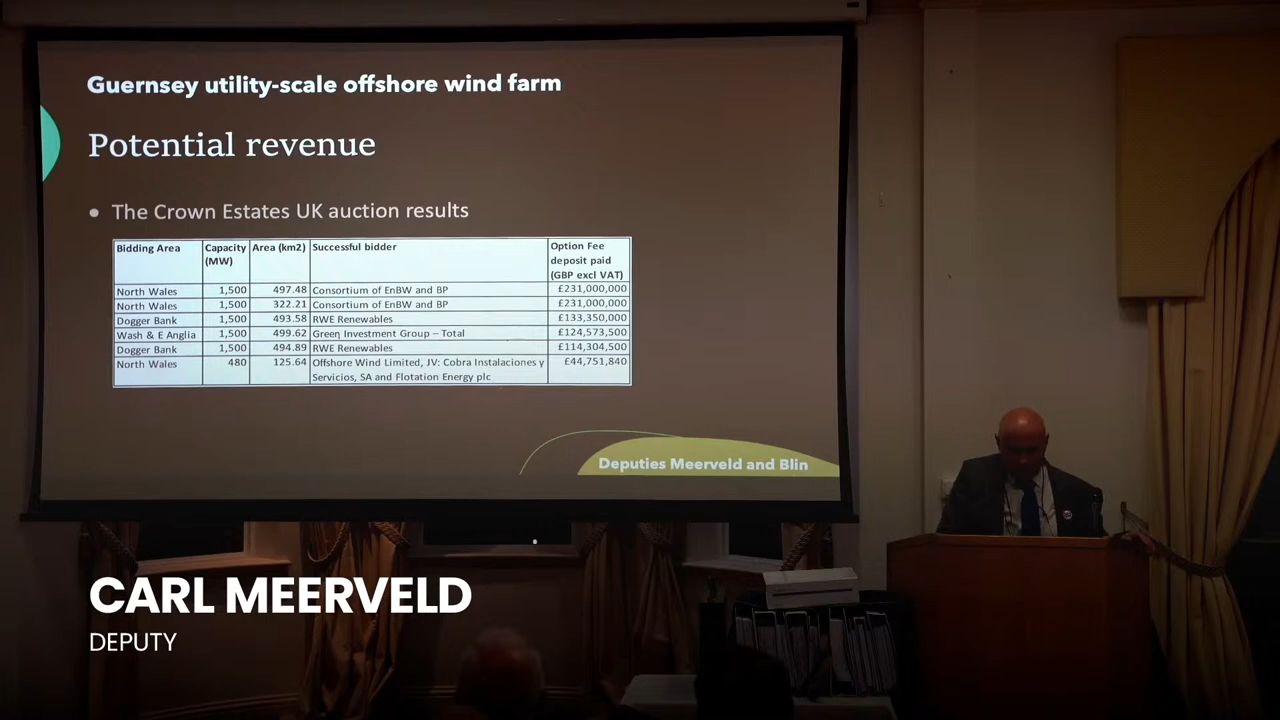 Guernsey utility-scale offshore wind farm
Potential revenue
• The Crown Estates UK auction results
Bidding Area Capacity (MW) Area (km2) Successful bidder Option Fee deposit paid (GBP excl VAT)
North Wales 1,500 497.48 Consortium of EnBW and BP £231,000,000
North Wales 1,500 322.21 Consortium of EnBW and BP £231,000,000
Dogger Bank 1,500 493.58 RWE Renewables £133,350,000
Wash & E Anglia 1,500 499.62 Green Investment Group – Total £124,573,500
Dogger Bank 1,500 494.89 RWE Renewables £114,304,500
North Wales 480 125.64 Offshore Wind Limited, JV: Cobra Instalaciones y £44,751,840
Servicios, SA and Flotation Energy plc
Deputies Meerveld and Blin
CARL MEERVELD
DEPUTY